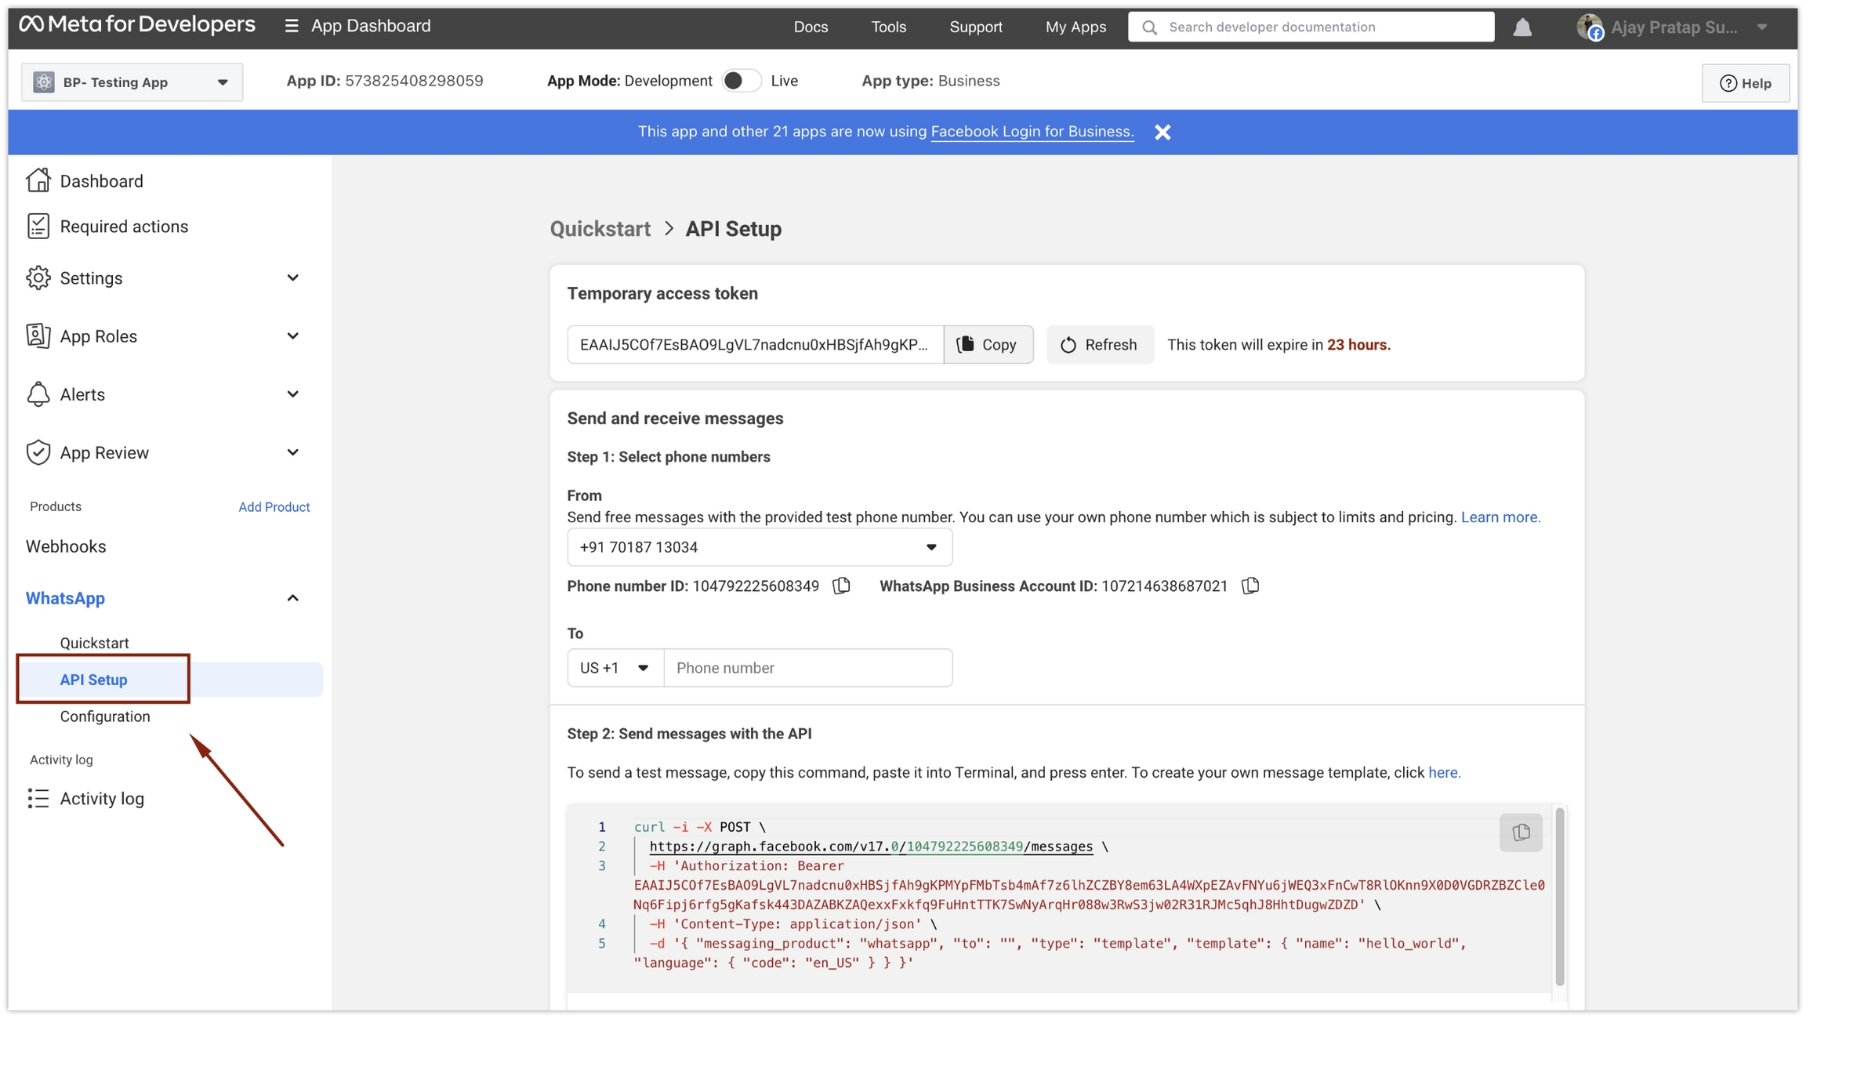 Meta for Developers
App Dashboard
Docs
Tools
Support
My Apps
Search developer documentation
Ajay Pratap Su...
BP- Testing App
App ID: 573825408298059
App Mode: Development
Live
App type: Business
Help
This app and other 21 apps are now using Facebook Login for Business.
Dashboard
Required actions
Settings
App Roles
Alerts
App Review
Products
Add Product
Webhooks
WhatsApp
Quickstart
API Setup
Configuration
Activity log
Activity log
Quickstart > API Setup
Temporary access token
EAAIJ5COf7EsBAO9LgVL7nadcnu0xHBSjfAh9gKP...
Copy
Refresh
This token will expire in 23 hours.
Send and receive messages
Step 1: Select phone numbers
From
Send free messages with the provided test phone number. You can use your own phone number which is subject to limits and pricing. Learn more.
+91 70187 13034
Phone number ID: 104792225608349
WhatsApp Business Account ID: 107214638687021
To
US +1
Phone number
Step 2: Send messages with the API
To send a test message, copy this command, paste it into Terminal, and press enter. To create your own message template, click here.
1 curl -i -X POST \
2 https://graph.facebook.com/v17.0/104792225608349/messages \
3 -H 'Authorization: Bearer
EAAIJ5COf7EsBAO9LgVL7nadcnu0xHBSjfAh9gKPMYpFMbTsb4mAf7z6lhZCZBY8em63LA4WXpEZAvFNYu6jWEQ3xFnCwT8RlOKnn9X0D0VGDRZBZCle0
Nq6Fipj6rfg5gKafsk443DAZABKZAQexxFxkfq9FuHntTTK7SwNyArqHr088w3RwS3jw02R31RJMc5qhJ8HhtDugwZDZD' \
4 -H 'Content-Type: application/json' \
5 -d '{ "messaging_product": "whatsapp", "to": "", "type": "template", "template": { "name": "hello_world",
"language": { "code": "en_US" } } }'